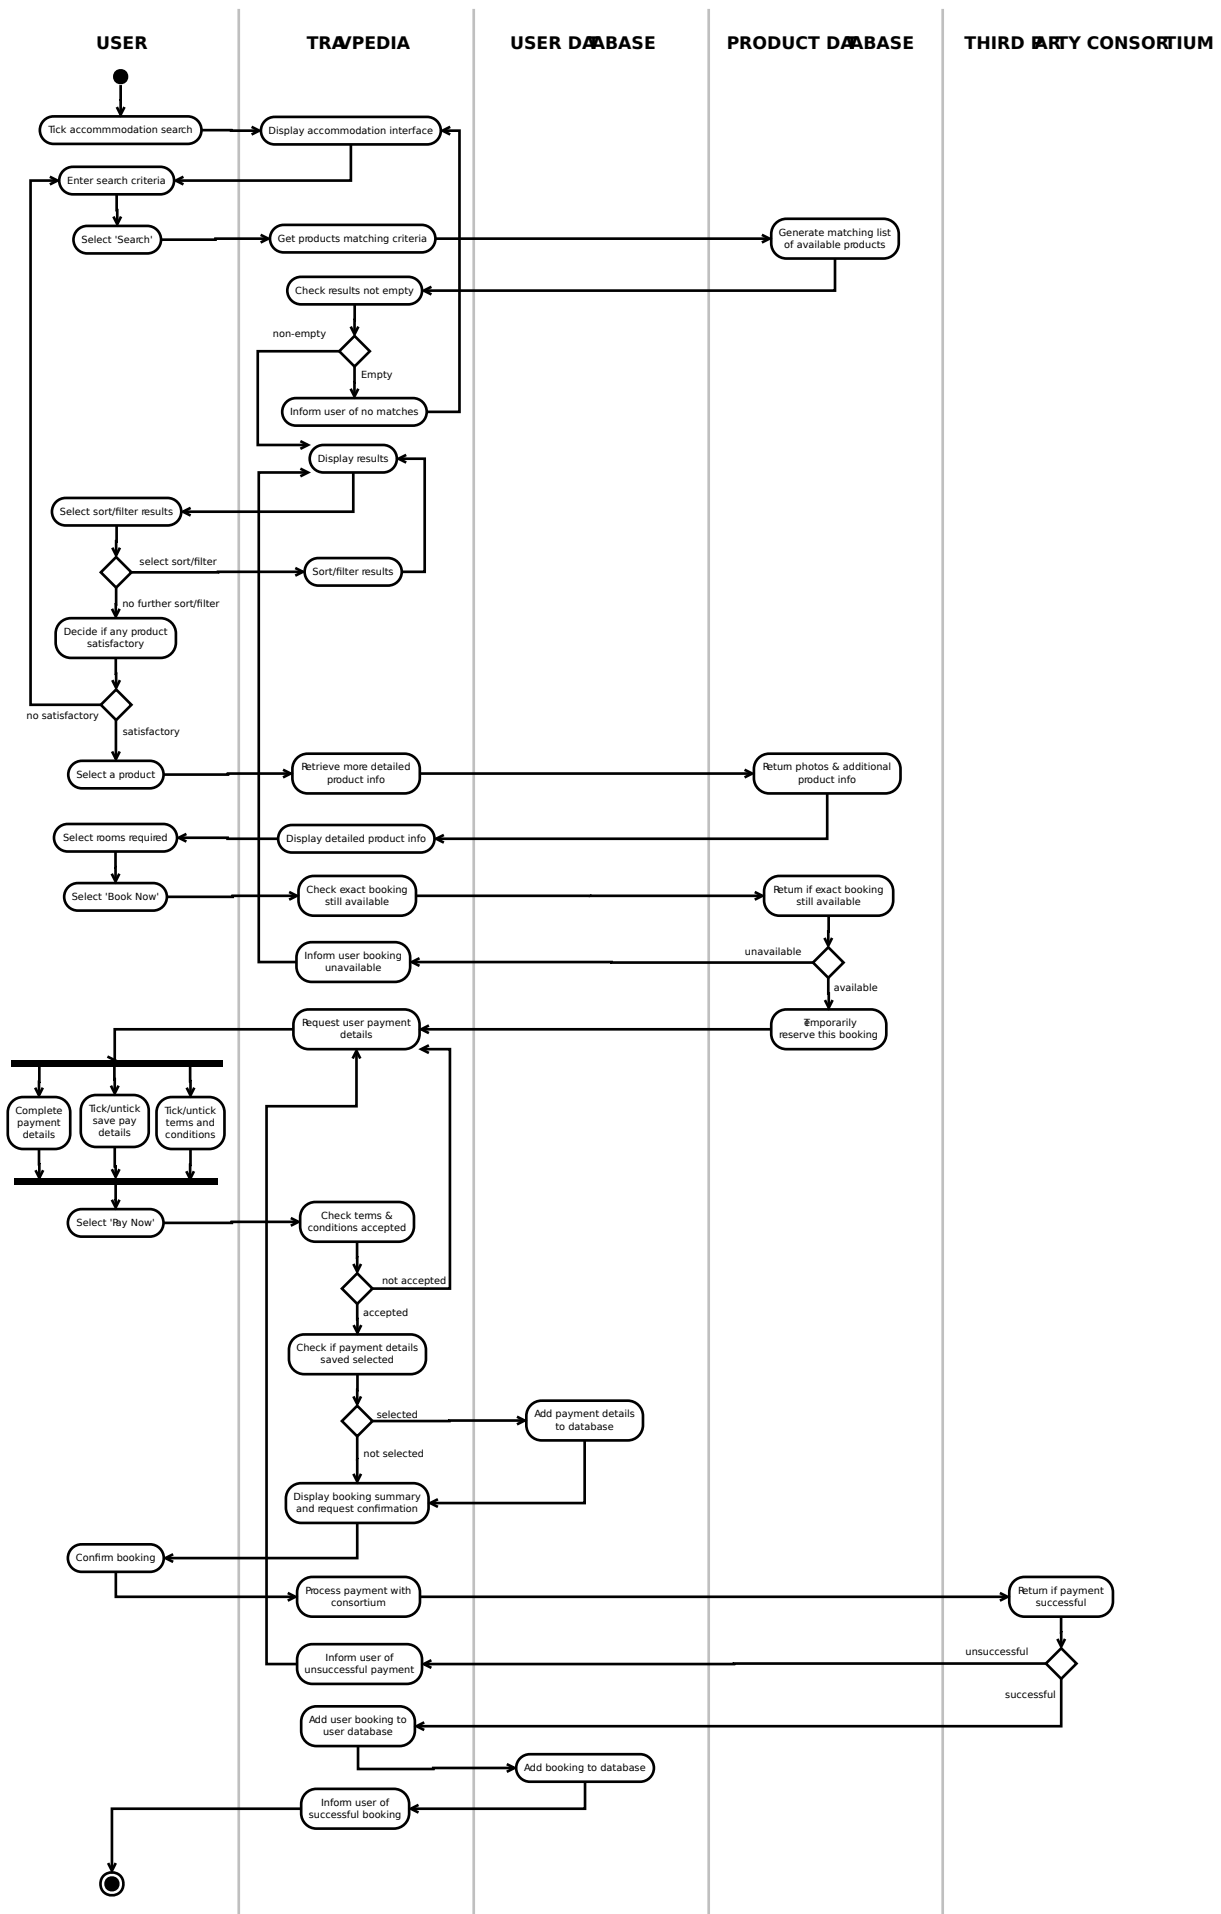 USER
TRAVPEDIA
USER DATABASE
PRODUCT DATABASE
THIRD PARTY CONSORTIUM
Tick accommmodation search
Display accommodation interface
Enter search criteria
Select 'Search'
Get products matching criteria
Generate matching list
of available products
Check results not empty
non-empty
Empty
Inform user of no matches
Display results
Select sort/filter results
select sort/filter
Sort/filter results
no further sort/filter
Decide if any product
satisfactory
no satisfactory
satisfactory
Select a product
Retrieve more detailed
product info
Return photos & additional
product info
Select rooms required
Display detailed product info
Select 'Book Now'
Check exact booking
still available
Return if exact booking
still available
Inform user booking
unavailable
unavailable
available
Request user payment
details
Temporarily
reserve this booking
Complete
payment
details
Tick/untick
save pay
details
Tick/untick
terms and
conditions
Select 'Pay Now'
Check terms &
conditions accepted
not accepted
accepted
Check if payment details
saved selected
selected
Add payment details
to database
not selected
Display booking summary
and request confirmation
Confirm booking
Process payment with
consortium
Return if payment
successful
Inform user of
unsuccessful payment
unsuccessful
successful
Add user booking to
user database
Add booking to database
Inform user of
successful booking